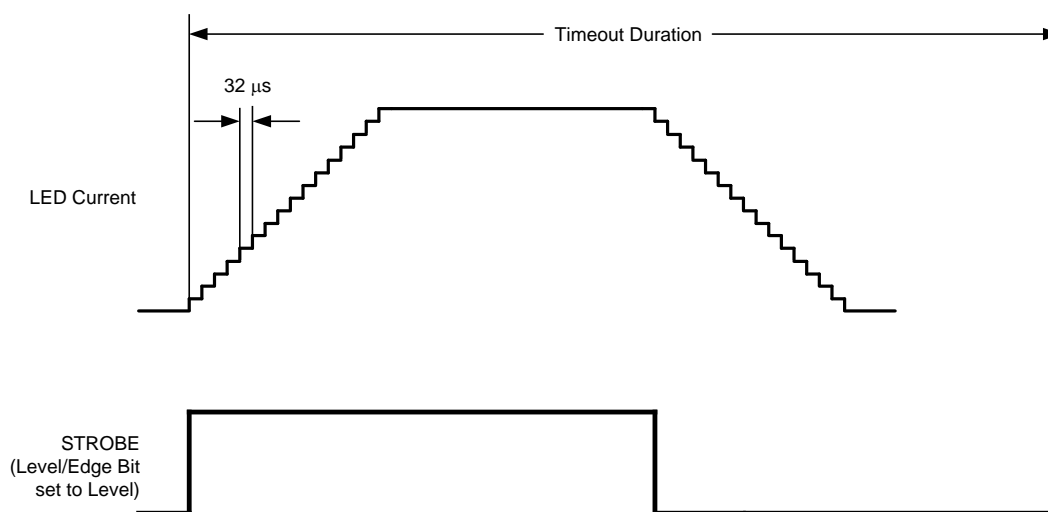 Timeout Duration
32 μs
LED Current
STROBE
(Level/Edge Bit
set to Level)